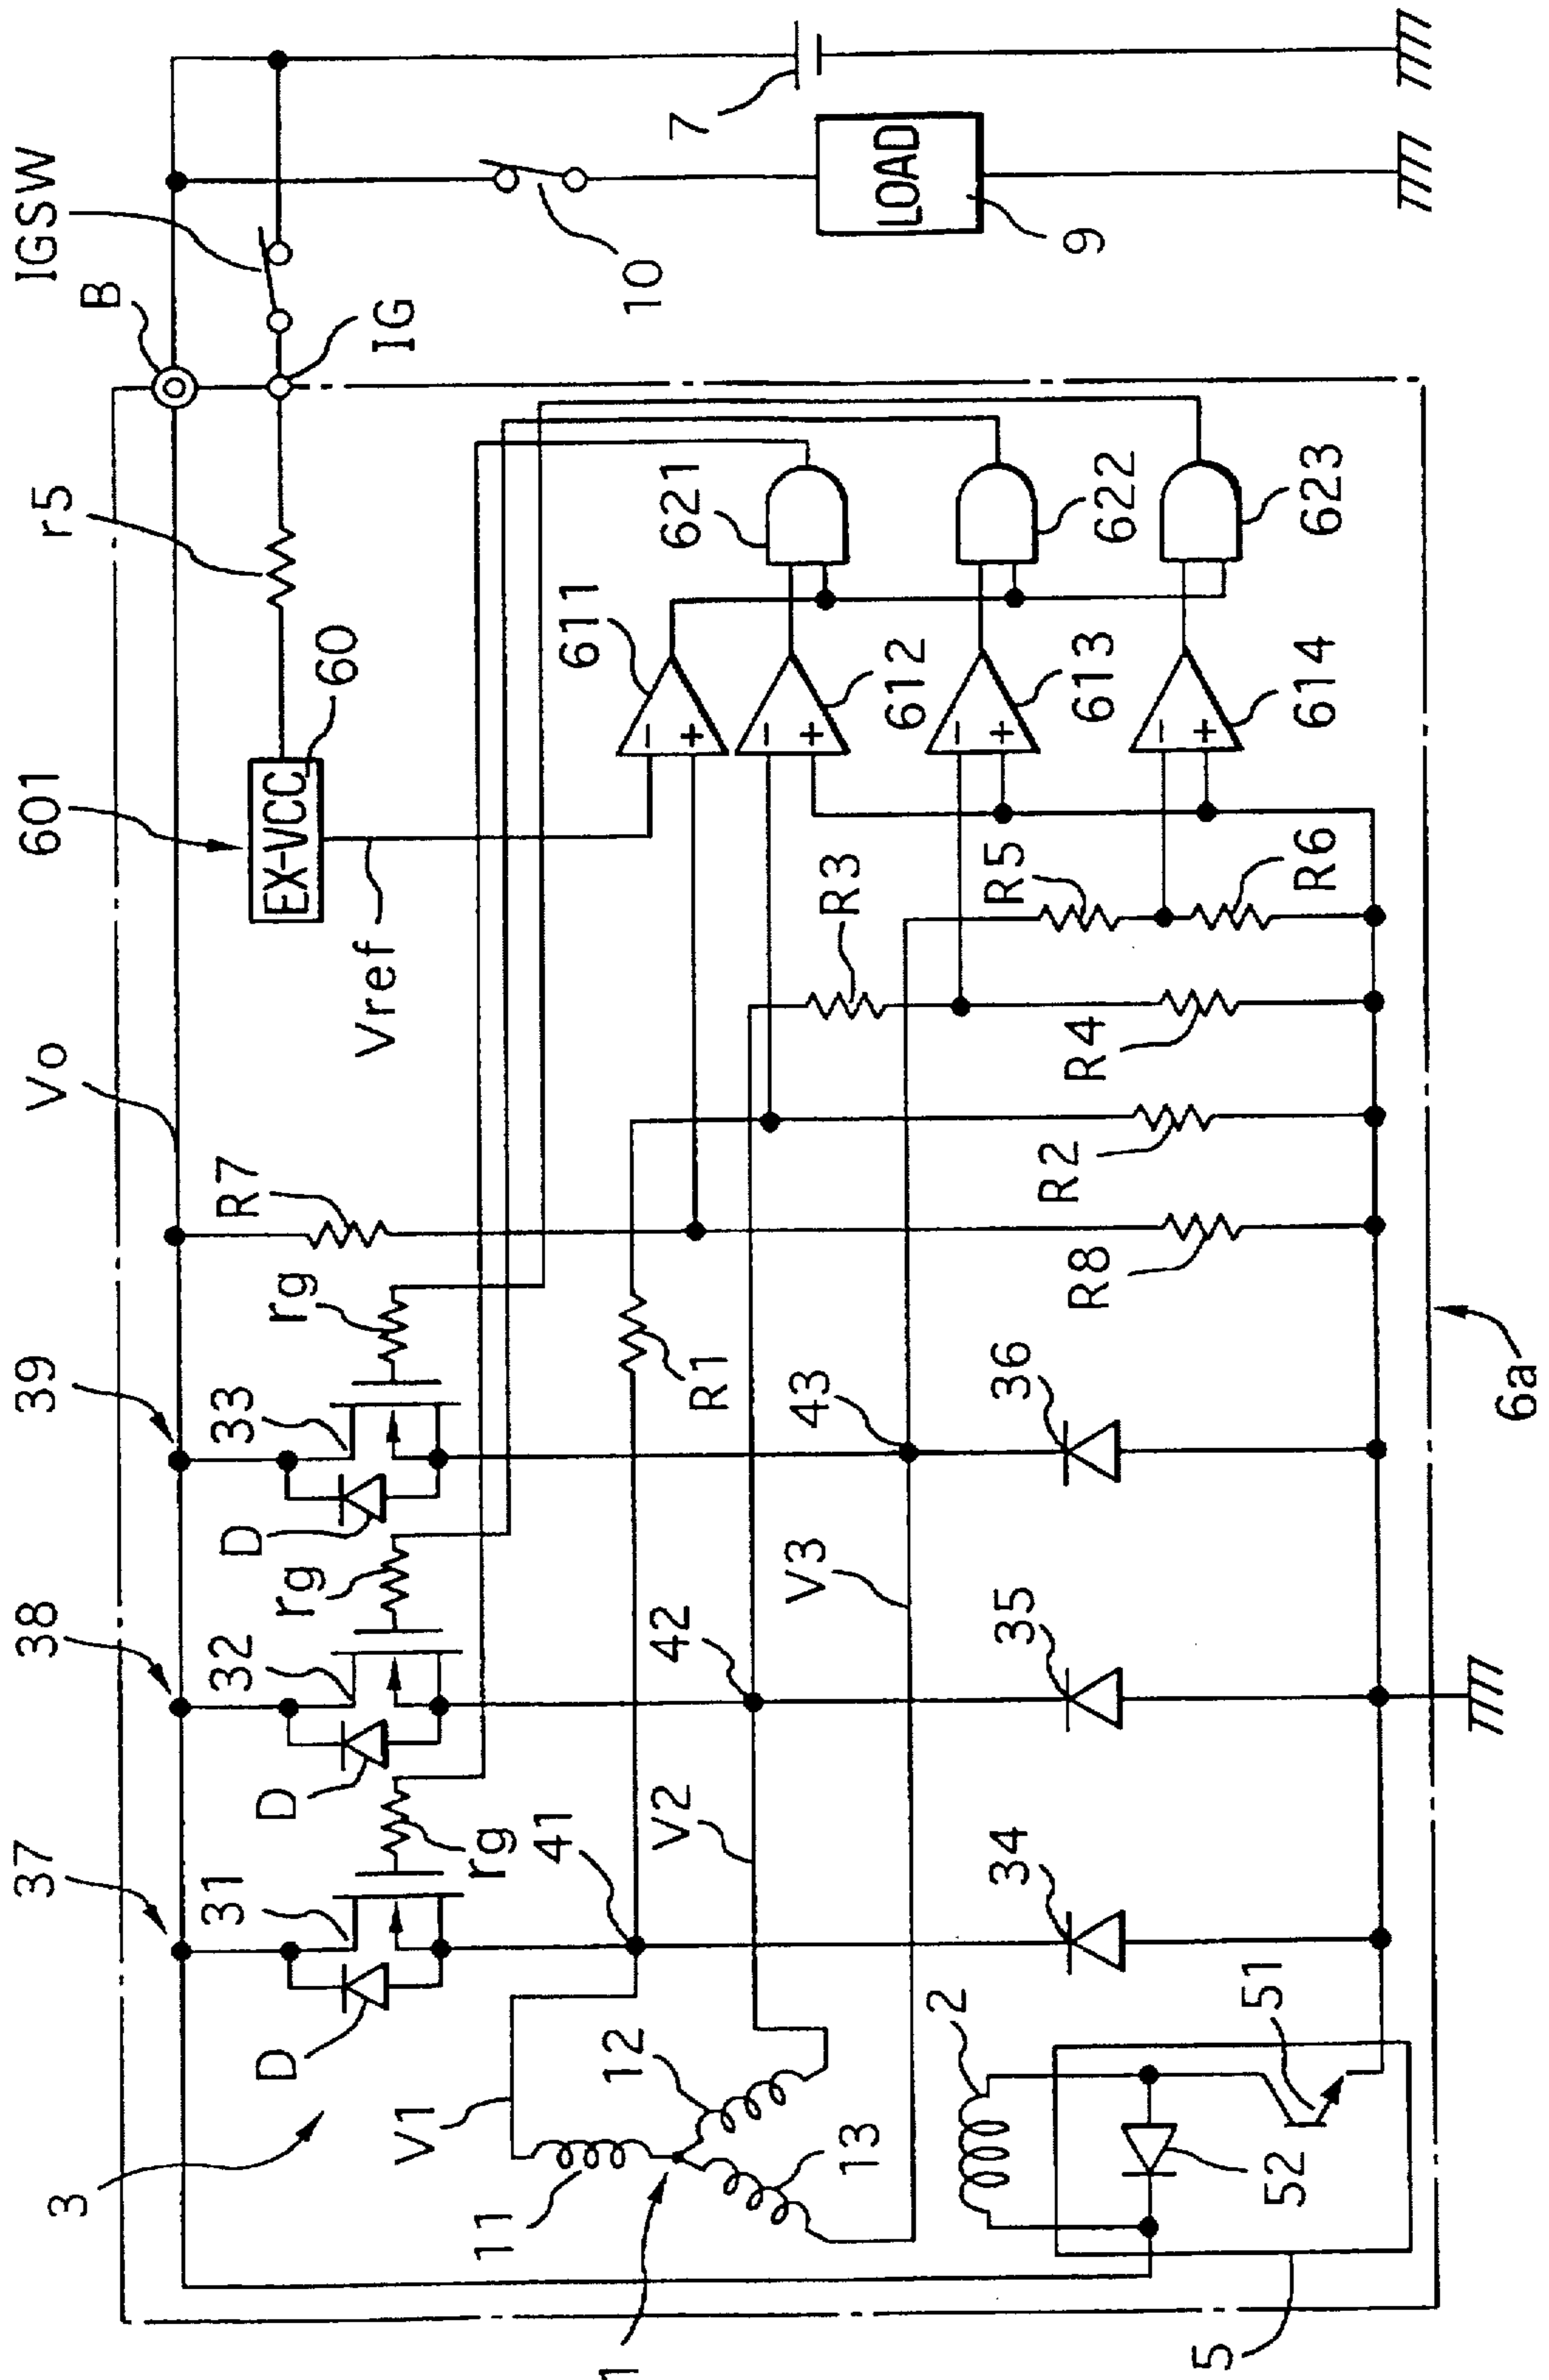 37
38
39
Vo
601
r5
B
IGSW
3
D
31
D
32
D
33
rg
rg
rg
R7
EX-VCC
60
IG
10
7
V1
41
42
R1
Vref
R3
611
621
11
12
V2
V3
43
612
622
LOAD
9
1
13
2
34
35
36
R8
R2
R4
R5
R6
613
614
623
51
52
5
6a